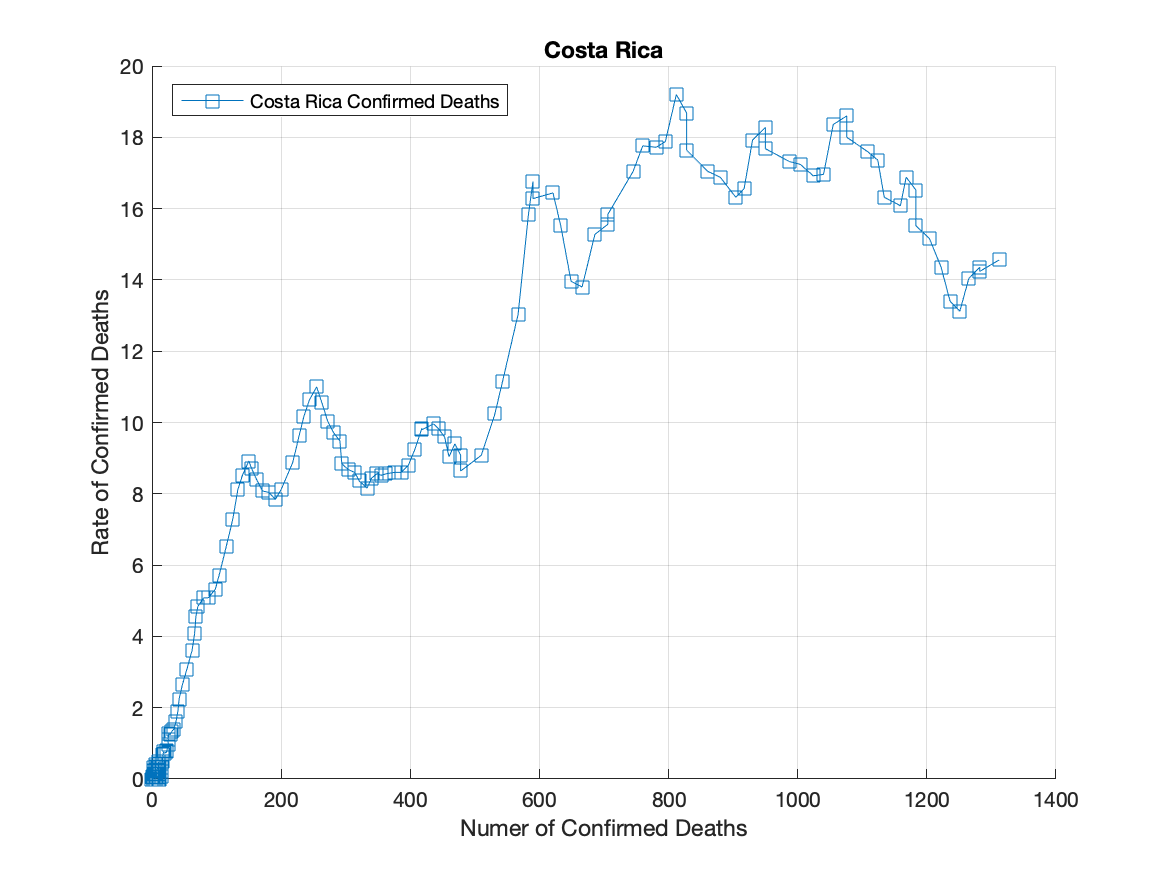 Costa Rica
Costa Rica Confirmed Deaths
20
18
16
14
12
10
8
6
4
2
0
Rate of Confirmed Deaths
0 200 400 600 800 1000 1200 1400
Numer of Confirmed Deaths